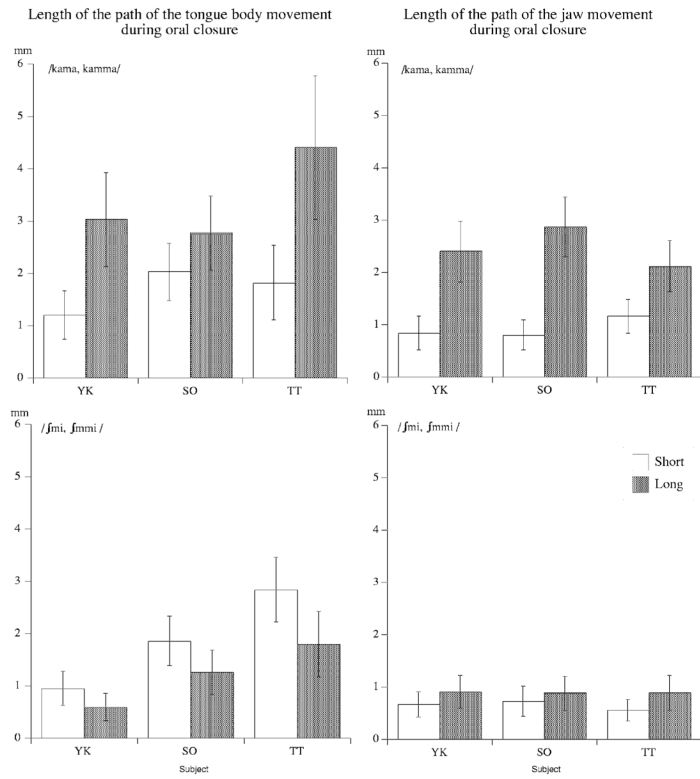 Length of the path of the tongue body movement
during oral closure
mm
/kama, kamma/
6
5
4
3
2
1
0
YK SO TT
Length of the path of the jaw movement
during oral closure
mm
/kama, kamma/
6
5
4
3
2
1
0
YK SO TT
mm
/ʃmi, ʃmmi /
6
5
4
3
2
1
0
YK SO TT
Subject
mm
/ ʃmi, ʃmmi /
6
5
4
3
2
1
0
Short
Long
YK SO TT
Subject